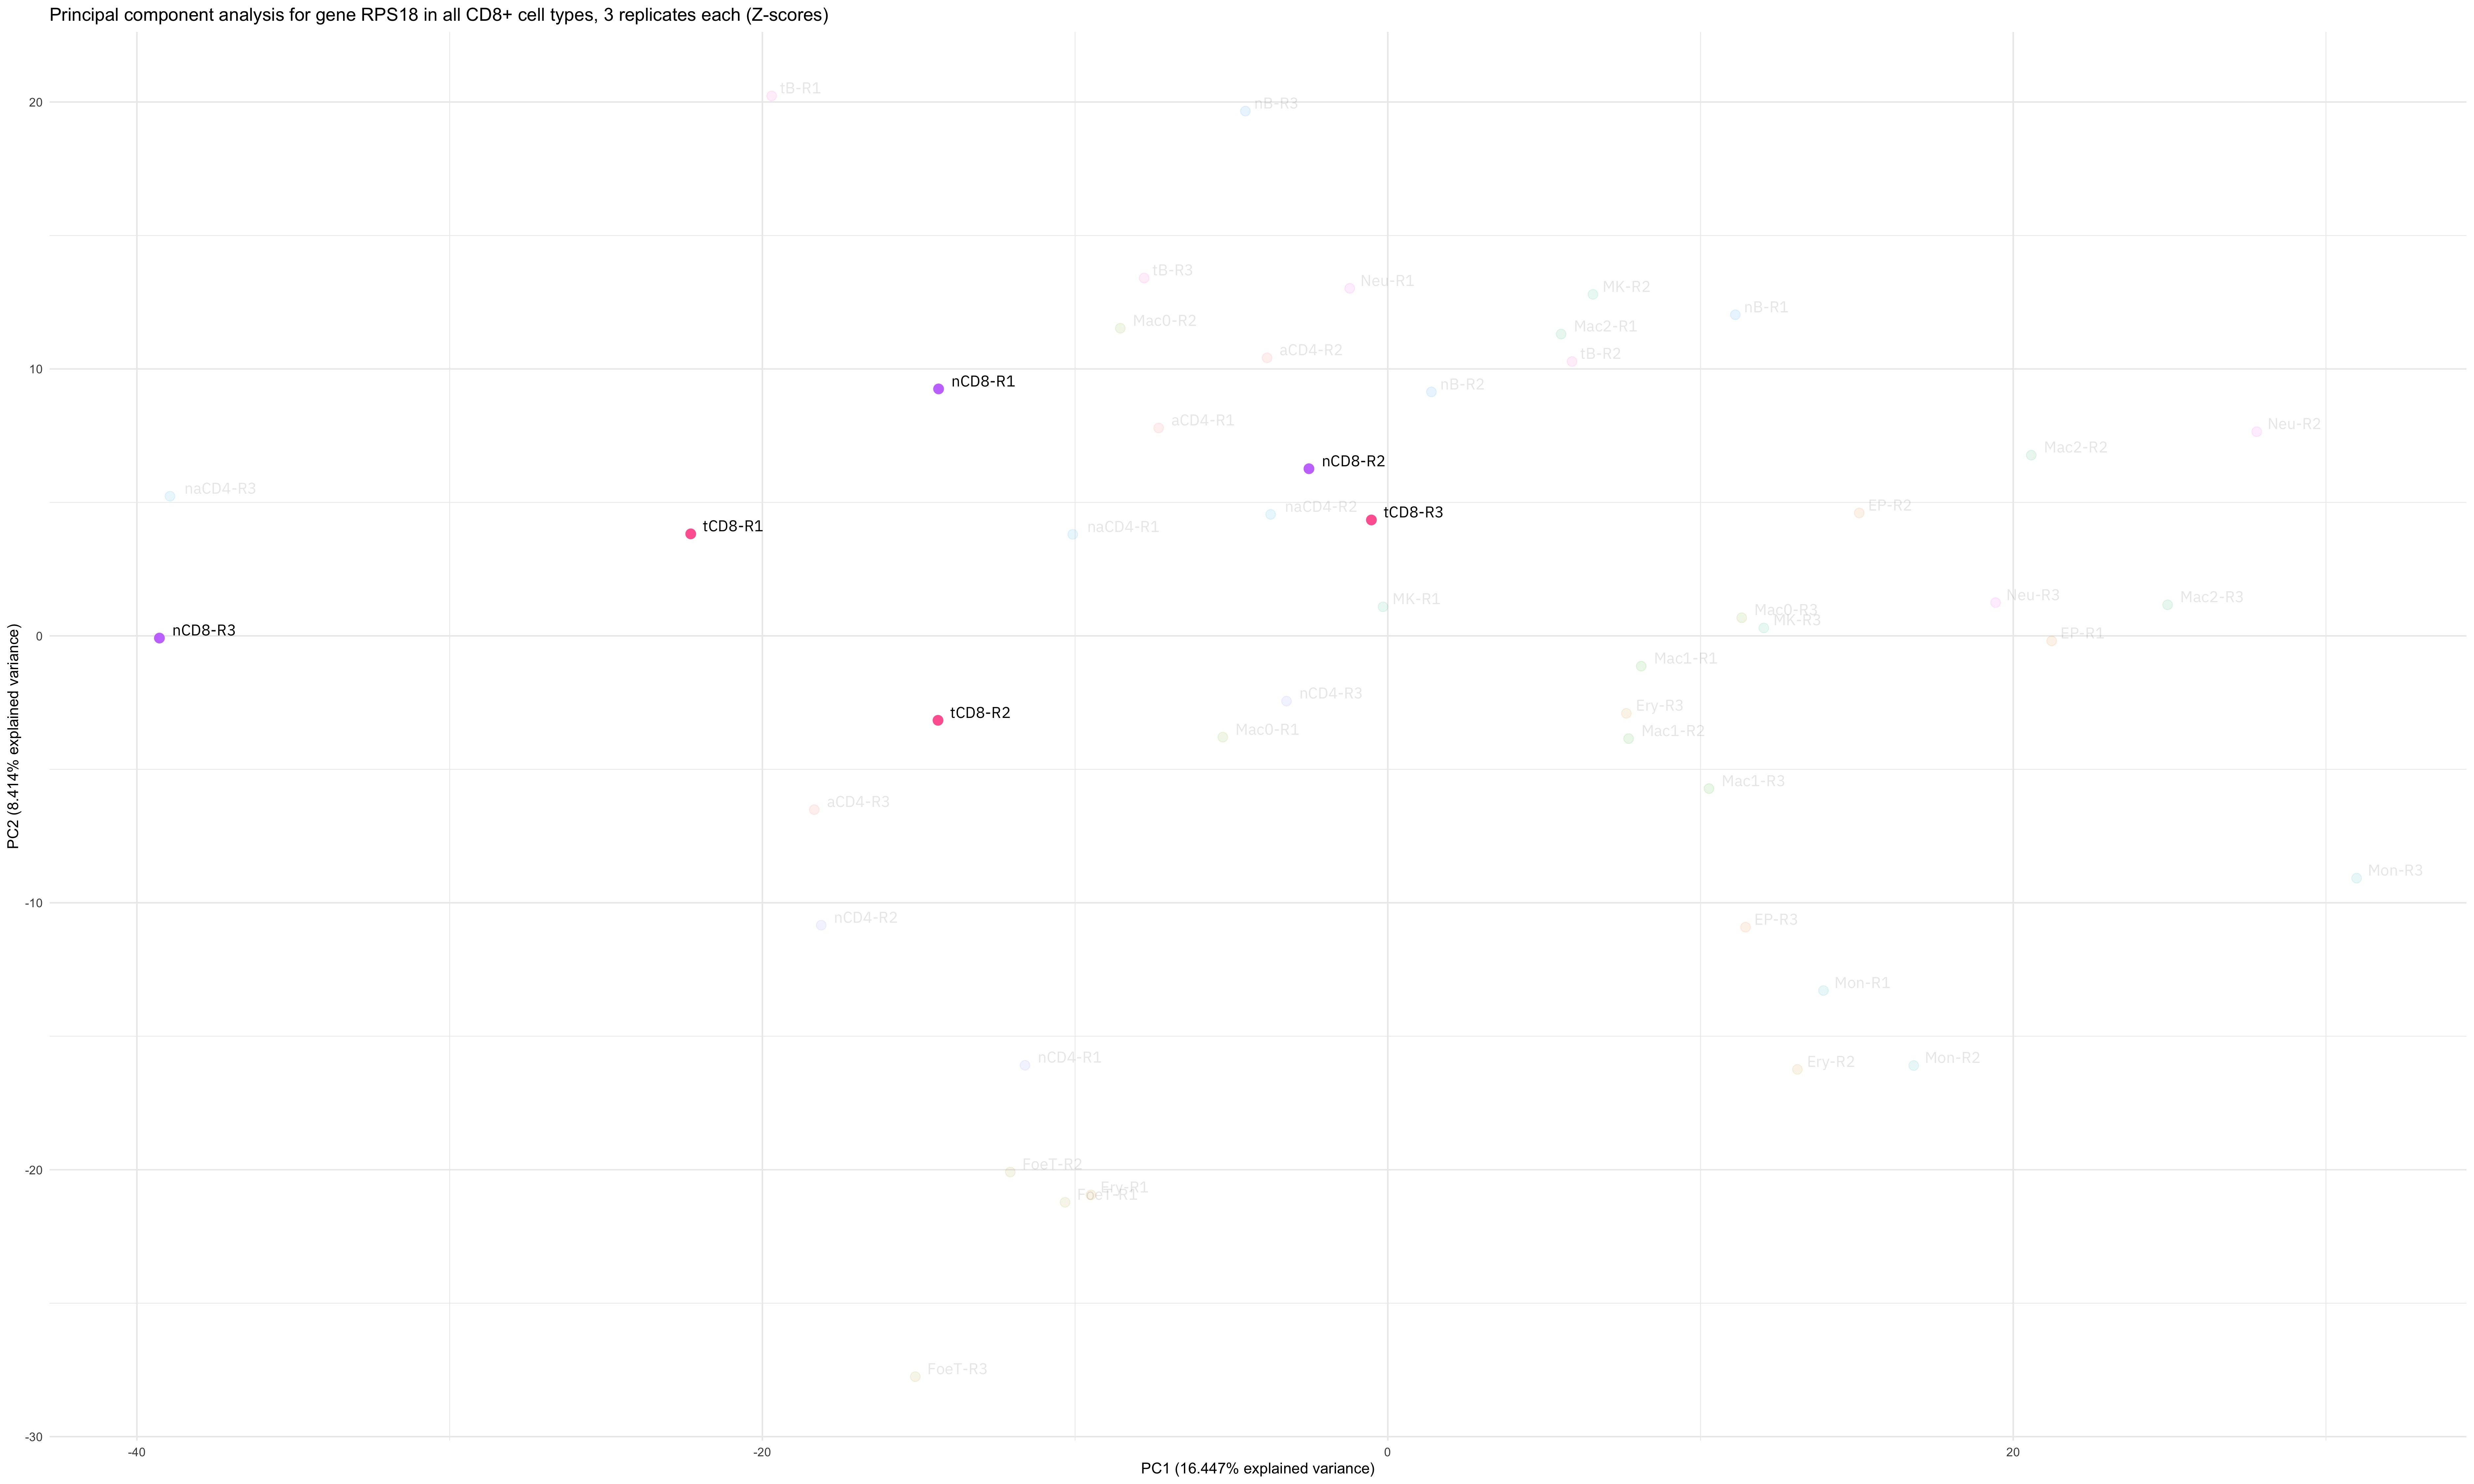 Principal component analysis for gene RPS18 in all CD8+ cell types, 3 replicates each (Z-scores)
tB-R1
nB-R3
20
tB-R3
Neu-R1
MK-R2
nB-R1
Mac0-R2
Mac2-R1
aCD4-R2
tB-R2
10
nCD8-R1
nB-R2
aCD4-R1
Neu-R2
nCD8-R2
Mac2-R2
naCD4-R3
naCD4-R2
EP-R2
tCD8-R3
tCD8-R1
naCD4-R1
MK-R1
Neu-R3
Mac2-R3
Mac0-R3
MK-R3
nCD8-R3
EP-R1
0
Mac1-R1
nCD4-R3
Ery-R3
tCD8-R2
Mac0-R1
Mac1-R2
PC2 (8.414% explained variance)
Mac1-R3
aCD4-R3
Mon-R3
-10
nCD4-R2
EP-R3
Mon-R1
nCD4-R1
Ery-R2
Mon-R2
FoeT-R2
-20
Ery-R1
FoeT-R1
FoeT-R3
-30
-40
-20
0
20
PC1 (16.447% explained variance)